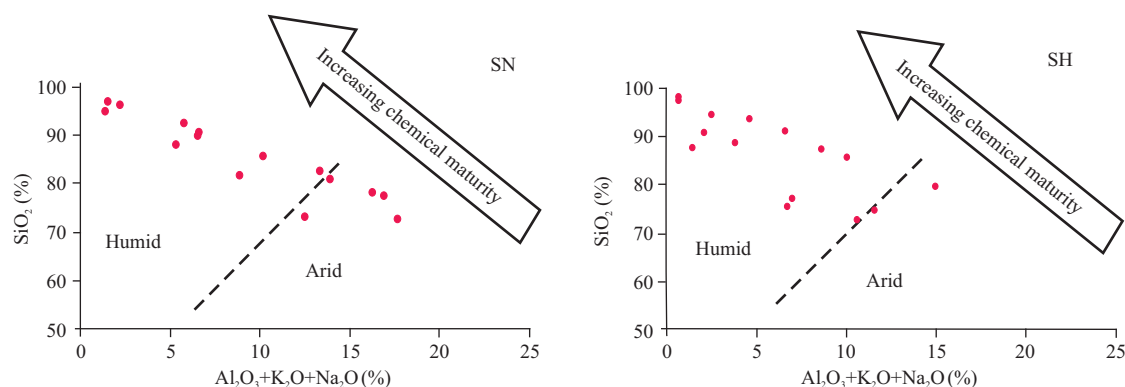 SN
Increasing chemical maturity
100
90
80
70
60
50
SiO₂ (%)
Humid
Arid
0 5 10 15 20 25
Al₂O₃+K₂O+Na₂O (%)
SH
Increasing chemical maturity
100
90
80
70
60
50
SiO₂ (%)
Humid
Arid
0 5 10 15 20 25
Al₂O₃+K₂O+Na₂O (%)